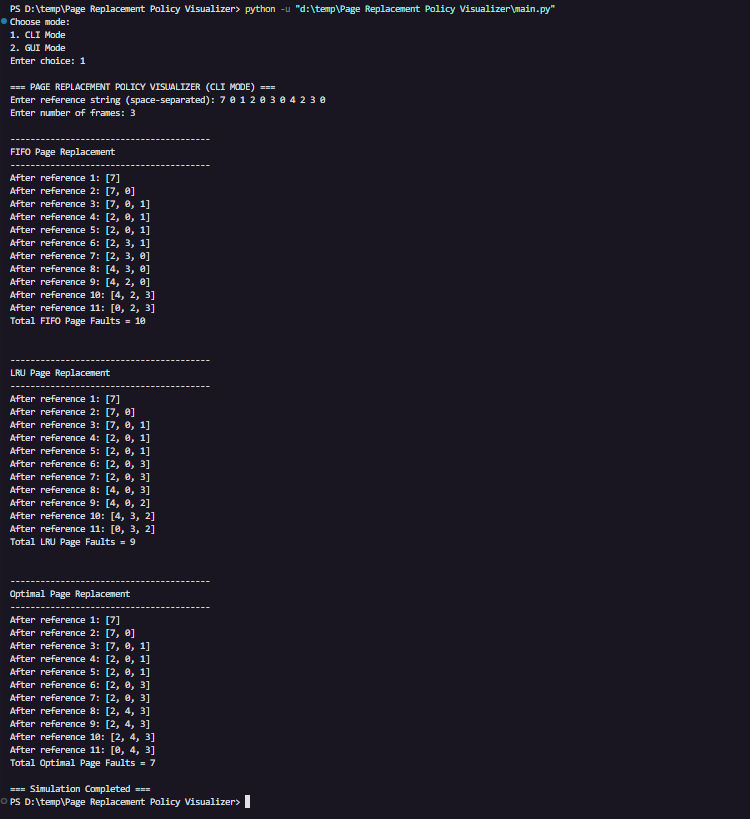 PS D:\temp\Page Replacement Policy Visualizer> python -u "d:\temp\Page Replacement Policy Visualizer\main.py"
Choose mode:
1. CLI Mode
2. GUI Mode
Enter choice: 1

=== PAGE REPLACEMENT POLICY VISUALIZER (CLI MODE) ===
Enter reference string (space-separated): 7 0 1 2 0 3 0 4 2 3 0
Enter number of frames: 3

----------------------------------------
FIFO Page Replacement
----------------------------------------
After reference 1: [7]
After reference 2: [7, 0]
After reference 3: [7, 0, 1]
After reference 4: [2, 0, 1]
After reference 5: [2, 0, 1]
After reference 6: [2, 3, 1]
After reference 7: [2, 3, 0]
After reference 8: [4, 3, 0]
After reference 9: [4, 2, 0]
After reference 10: [4, 2, 3]
After reference 11: [0, 2, 3]
Total FIFO Page Faults = 10

----------------------------------------
LRU Page Replacement
----------------------------------------
After reference 1: [7]
After reference 2: [7, 0]
After reference 3: [7, 0, 1]
After reference 4: [2, 0, 1]
After reference 5: [2, 0, 1]
After reference 6: [2, 0, 3]
After reference 7: [2, 0, 3]
After reference 8: [4, 0, 3]
After reference 9: [4, 0, 2]
After reference 10: [4, 3, 2]
After reference 11: [0, 3, 2]
Total LRU Page Faults = 9

----------------------------------------
Optimal Page Replacement
----------------------------------------
After reference 1: [7]
After reference 2: [7, 0]
After reference 3: [7, 0, 1]
After reference 4: [2, 0, 1]
After reference 5: [2, 0, 1]
After reference 6: [2, 0, 3]
After reference 7: [2, 0, 3]
After reference 8: [2, 4, 3]
After reference 9: [2, 4, 3]
After reference 10: [2, 4, 3]
After reference 11: [0, 4, 3]
Total Optimal Page Faults = 7

=== Simulation Completed ===
PS D:\temp\Page Replacement Policy Visualizer>